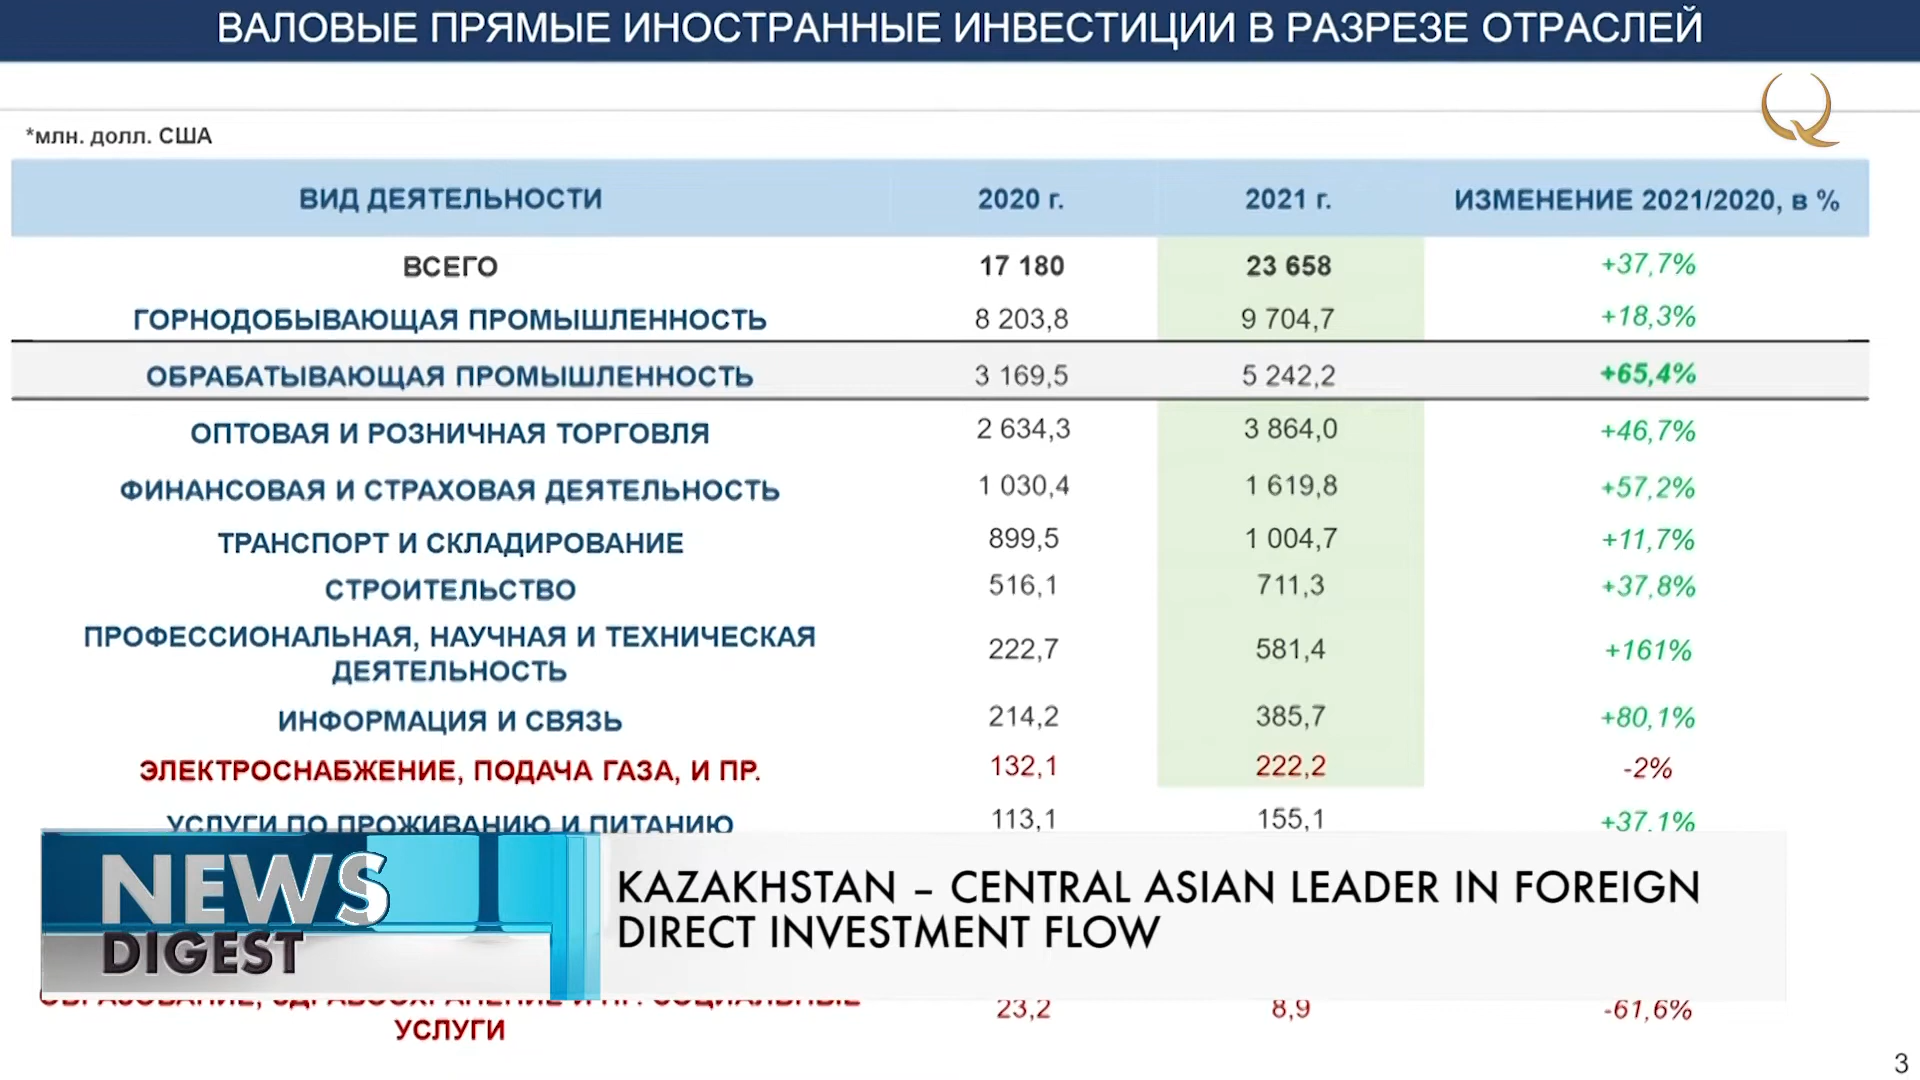 ВАЛОВЫЕ ПРЯМЫЕ ИНОСТРАННЫЕ ИНВЕСТИЦИИ В РАЗРЕЗЕ ОТРАСЛЕЙ
*млн. долл. США
ВИД ДЕЯТЕЛЬНОСТИ 2020 г. 2021 г. ИЗМЕНЕНИЕ 2021/2020, в %
ВСЕГО 17 180 23 658 +37,7%
ГОРНОДОБЫВАЮЩАЯ ПРОМЫШЛЕННОСТЬ 8 203,8 9 704,7 +18,3%
ОБРАБАТЫВАЮЩАЯ ПРОМЫШЛЕННОСТЬ 3 169,5 5 242,2 +65,4%
ОПТОВАЯ И РОЗНИЧНАЯ ТОРГОВЛЯ 2 634,3 3 864,0 +46,7%
ФИНАНСОВАЯ И СТРАХОВАЯ ДЕЯТЕЛЬНОСТЬ 1 030,4 1 619,8 +57,2%
ТРАНСПОРТ И СКЛАДИРОВАНИЕ 899,5 1 004,7 +11,7%
СТРОИТЕЛЬСТВО 516,1 711,3 +37,8%
ПРОФЕССИОНАЛЬНАЯ, НАУЧНАЯ И ТЕХНИЧЕСКАЯ
ДЕЯТЕЛЬНОСТЬ 222,7 581,4 +161%
ИНФОРМАЦИЯ И СВЯЗЬ 214,2 385,7 +80,1%
ЭЛЕКТРОСНАБЖЕНИЕ, ПОДАЧА ГАЗА, И ПР. 132,1 222,2 -2%
УСЛУГИ ПО ПРОЖИВАНИЮ И ПИТАНИЮ 113,1 155,1 +37,1%
NEWS
DIGEST
KAZAKHSTAN – CENTRAL ASIAN LEADER IN FOREIGN
DIRECT INVESTMENT FLOW
ОБРАЗОВАНИЕ, ЗДРАВООХРАНЕНИЕ И ПР. СОЦИАЛЬНЫЕ
УСЛУГИ 23,2 8,9 -61,6%
3